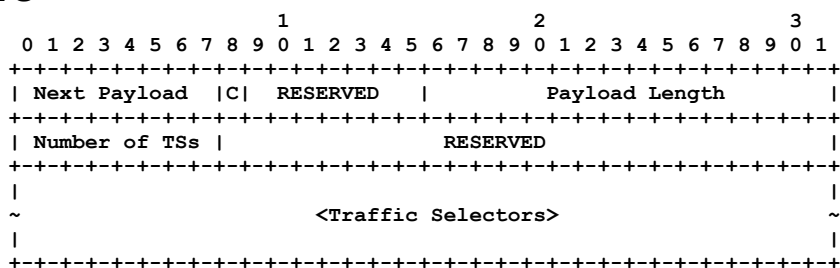 1                   2                   3
 0 1 2 3 4 5 6 7 8 9 0 1 2 3 4 5 6 7 8 9 0 1 2 3 4 5 6 7 8 9 0 1
+-+-+-+-+-+-+-+-+-+-+-+-+-+-+-+-+-+-+-+-+-+-+-+-+-+-+-+-+-+-+-+-+
| Next Payload  |C|  RESERVED   |         Payload Length        |
+-+-+-+-+-+-+-+-+-+-+-+-+-+-+-+-+-+-+-+-+-+-+-+-+-+-+-+-+-+-+-+-+
| Number of TSs |                 RESERVED                      |
+-+-+-+-+-+-+-+-+-+-+-+-+-+-+-+-+-+-+-+-+-+-+-+-+-+-+-+-+-+-+-+-+
|                                                               |
~                       <Traffic Selectors>                     ~
|                                                               |
+-+-+-+-+-+-+-+-+-+-+-+-+-+-+-+-+-+-+-+-+-+-+-+-+-+-+-+-+-+-+-+-+